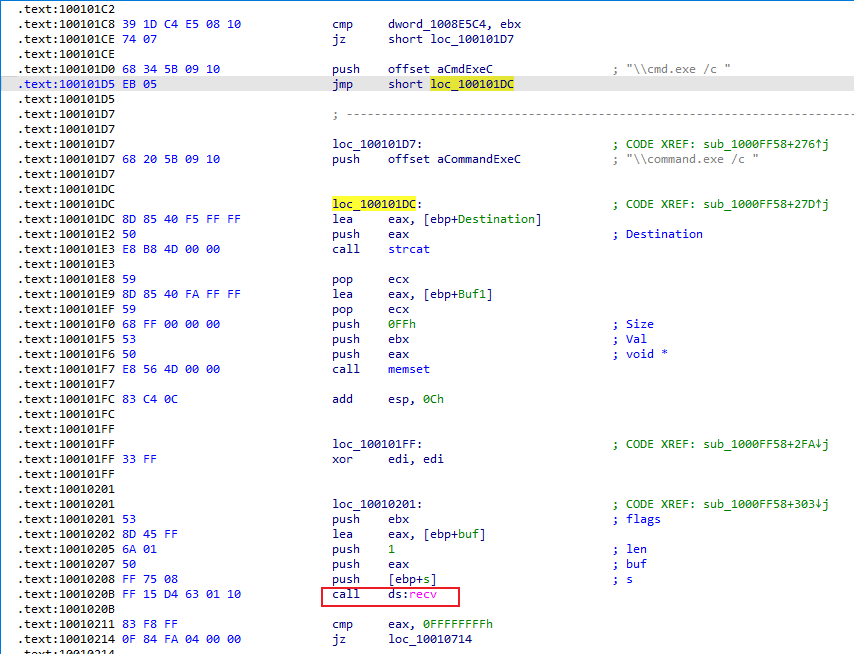 .text:100101C2
.text:100101C8 39 1D C4 E5 08 10 cmp dword_1008E5C4, ebx
.text:100101CE 74 07 jz short loc_100101D7
.text:100101CE
.text:100101D0 68 34 5B 09 10 push offset aCmdExeC ; "\\cmd.exe /c "
.text:100101D5 EB 05 jmp short loc_100101DC
.text:100101D5
.text:100101D7 ; ---------------------------------------------------------------------------
.text:100101D7
.text:100101D7 loc_100101D7: ; CODE XREF: sub_1000FF58+276↑j
.text:100101D7 68 20 5B 09 10 push offset aCommandExeC ; "\\command.exe /c "
.text:100101D7
.text:100101DC
.text:100101DC loc_100101DC: ; CODE XREF: sub_1000FF58+27D↑j
.text:100101DC 8D 85 40 F5 FF FF lea eax, [ebp+Destination]
.text:100101E2 50 push eax ; Destination
.text:100101E3 E8 B8 4D 00 00 call strcat
.text:100101E3
.text:100101E8 59 pop ecx
.text:100101E9 8D 85 40 FA FF FF lea eax, [ebp+Buf1]
.text:100101EF 59 pop ecx
.text:100101F0 68 FF 00 00 00 push 0FFh ; Size
.text:100101F5 53 push ebx ; Val
.text:100101F6 50 push eax ; void *
.text:100101F7 E8 56 4D 00 00 call memset
.text:100101F7
.text:100101FC 83 C4 0C add esp, 0Ch
.text:100101FC
.text:100101FF
.text:100101FF loc_100101FF: ; CODE XREF: sub_1000FF58+2FA↓j
.text:100101FF 33 FF xor edi, edi
.text:100101FF
.text:10010201
.text:10010201 loc_10010201: ; CODE XREF: sub_1000FF58+303↓j
.text:10010201 53 push ebx ; flags
.text:10010202 8D 45 FF lea eax, [ebp+buf]
.text:10010205 6A 01 push 1 ; len
.text:10010207 50 push eax ; buf
.text:10010208 FF 75 08 push [ebp+s] ; s
.text:1001020B FF 15 D4 63 01 10 call ds:recv
.text:1001020B
.text:10010211 83 F8 FF cmp eax, 0FFFFFFFFh
.text:10010214 0F 84 FA 04 00 00 jz loc_10010714
.text:10010214